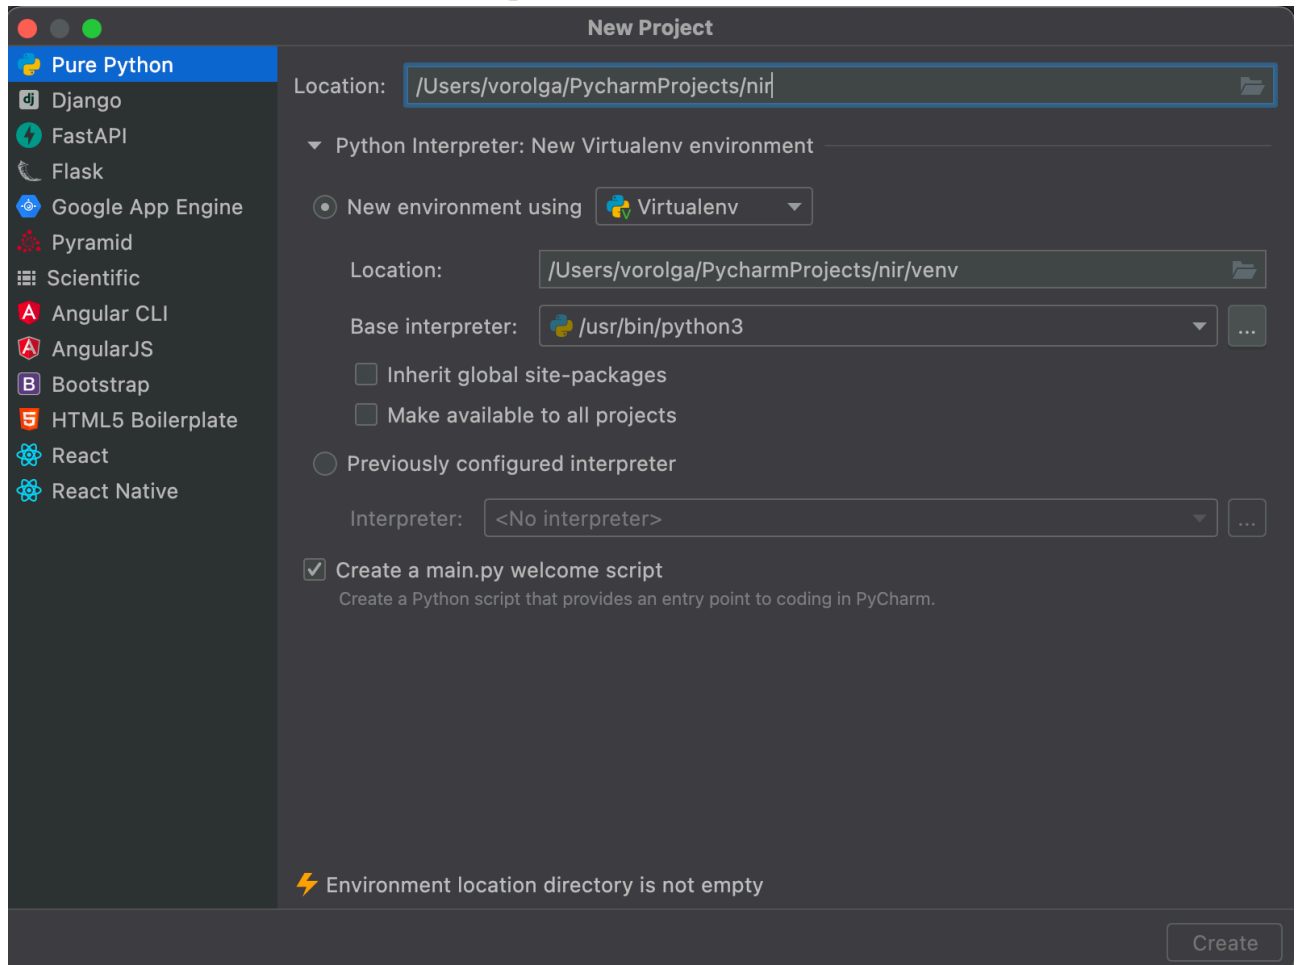 New Project
Pure Python
Django
FastAPI
Flask
Google App Engine
Pyramid
Scientific
Angular CLI
AngularJS
Bootstrap
HTML5 Boilerplate
React
React Native
Location: /Users/vorolga/PycharmProjects/nir
Python Interpreter: New Virtualenv environment
New environment using Virtualenv
Location: /Users/vorolga/PycharmProjects/nir/venv
Base interpreter: /usr/bin/python3 ...
Inherit global site-packages
Make available to all projects
Previously configured interpreter
Interpreter: <No interpreter> ...
Create a main.py welcome script
Create a Python script that provides an entry point to coding in PyCharm.
Environment location directory is not empty
Create